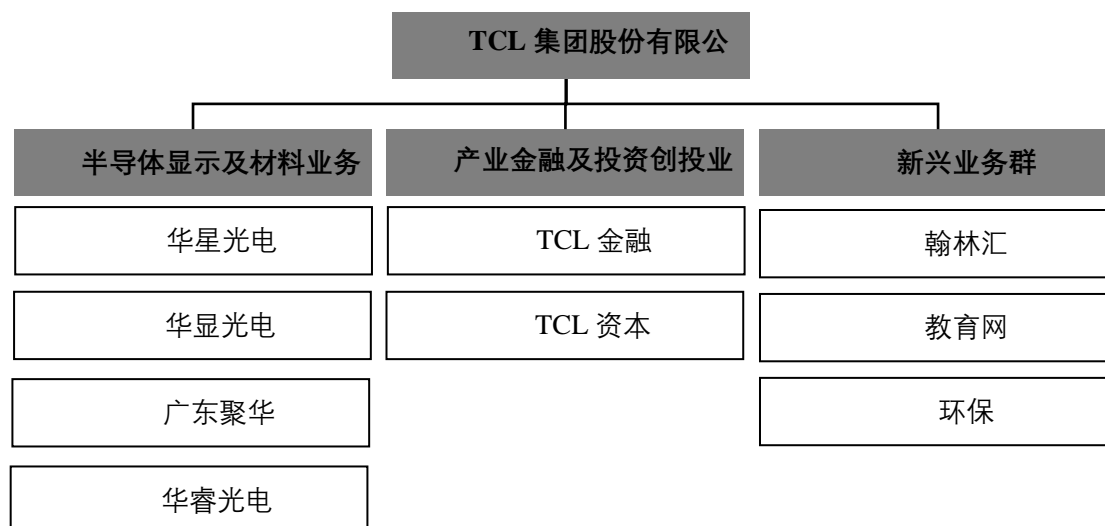 TCL 集团股份有限公
半导体显示及材料业务
产业金融及投资创投业
新兴业务群
华星光电
TCL 金融
翰林汇
华显光电
TCL 资本
教育网
广东聚华
环保
华睿光电